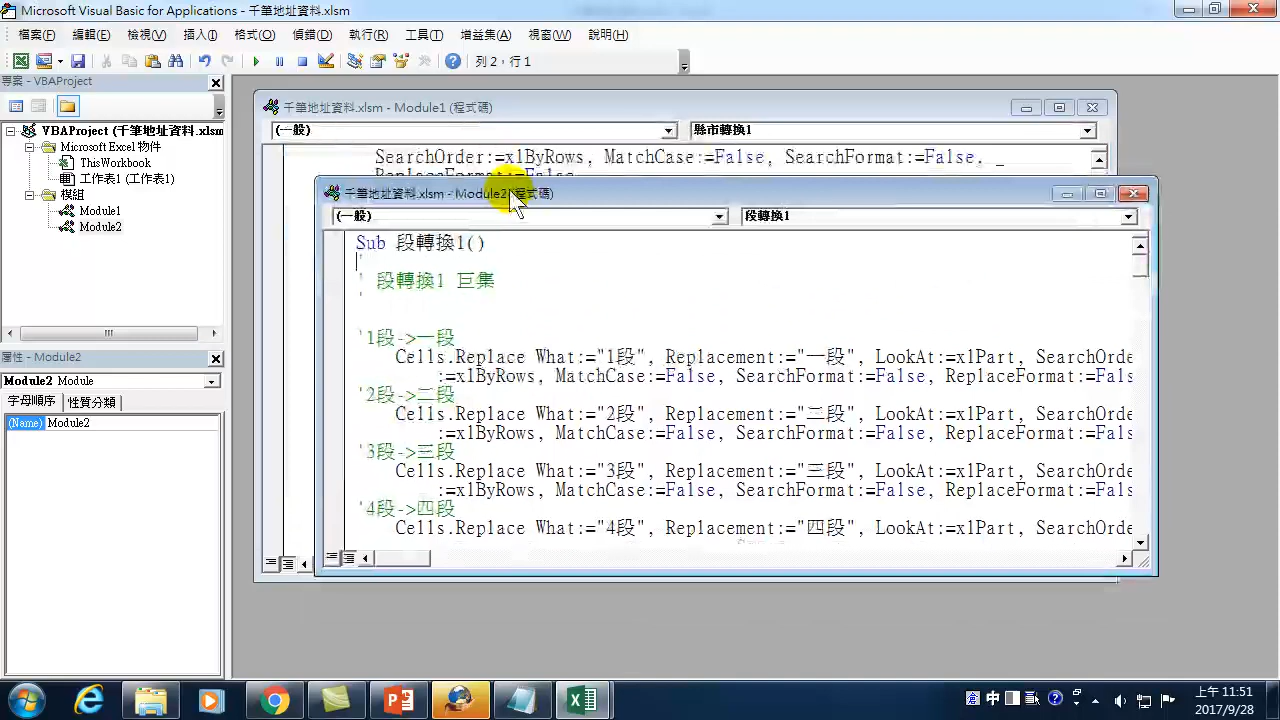 Microsoft Visual Basic for Applications - 千筆地址資料.xlsm
檔案(F) 編輯(E) 檢視(V) 插入(I) 格式(O) 偵錯(D) 執行(R) 工具(T) 增益集(A) 視窗(W) 說明(H)
列 2，行 1
專案 - VBAProject
VBAProject (千筆地址資料.xlsm
Microsoft Excel 物件
ThisWorkbook
工作表1 (工作表1)
模組
Module1
Module2
屬性 - Module2
Module2 Module
字母順序 性質分類
(Name) Module2
千筆地址資料.xlsm - Module1 (程式碼)
(一般) 縣市轉換1
SearchOrder:=xlByRows, MatchCase:=False, SearchFormat:=False, _
ReplaceFormat:=False
千筆地址資料.xlsm - Module2 (程式碼)
(一般) 段轉換1
Sub 段轉換1()
'
' 段轉換1 巨集
'
'1段->一段
Cells.Replace What:="1段", Replacement:="一段", LookAt:=xlPart, SearchOrde
:=xlByRows, MatchCase:=False, SearchFormat:=False, ReplaceFormat:=Fals
'2段->二段
Cells.Replace What:="2段", Replacement:="三段", LookAt:=xlPart, SearchOrde
:=xlByRows, MatchCase:=False, SearchFormat:=False, ReplaceFormat:=Fals
'3段->三段
Cells.Replace What:="3段", Replacement:="三段", LookAt:=xlPart, SearchOrde
:=xlByRows, MatchCase:=False, SearchFormat:=False, ReplaceFormat:=Fals
'4段->四段
Cells.Replace What:="4段", Replacement:="四段", LookAt:=xlPart, SearchOrde
中
上午 11:51
2017/9/28